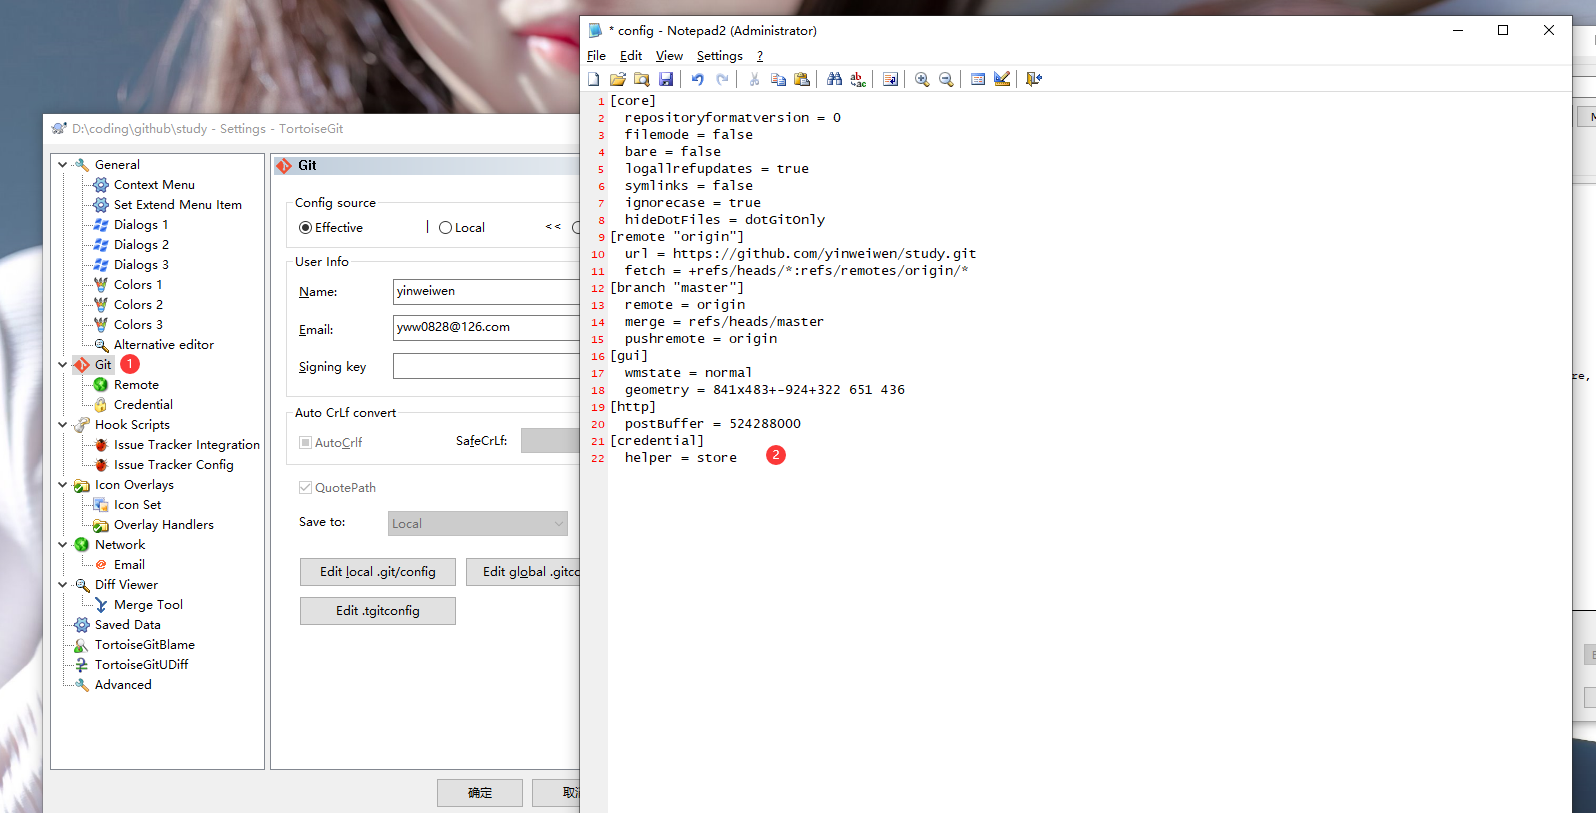 * config - Notepad2 (Administrator)
File Edit View Settings ?
1 [core]
2 repositoryformatversion = 0
3 filemode = false
4 bare = false
5 logallrefupdates = true
6 symlinks = false
7 ignorecase = true
8 hideDotFiles = dotGitOnly
9 [remote "origin"]
10 url = https://github.com/yinweiwen/study.git
11 fetch = +refs/heads/*:refs/remotes/origin/*
12 [branch "master"]
13 remote = origin
14 merge = refs/heads/master
15 pushremote = origin
16 [gui]
17 wmstate = normal
18 geometry = 841x483+-924+322 651 436
19 [http]
20 postBuffer = 524288000
21 [credential]
22 helper = store
2
D:\coding\github\study - Settings - TortoiseGit
General
Context Menu
Set Extend Menu Item
Dialogs 1
Dialogs 2
Dialogs 3
Colors 1
Colors 2
Colors 3
Alternative editor
Git 1
Remote
Credential
Hook Scripts
Issue Tracker Integration
Issue Tracker Config
Icon Overlays
Icon Set
Overlay Handlers
Network
Email
Diff Viewer
Merge Tool
Saved Data
TortoiseGitBlame
TortoiseGitUDiff
Advanced
Git
Config source
Effective | Local <<
User Info
Name: yinweiwen
Email: yww0828@126.com
Signing key
Auto CrLf convert
AutoCrlf SafeCrLf:
QuotePath
Save to: Local
Edit local .git/config Edit global .gitc
Edit .tgitconfig
确定 取
re,